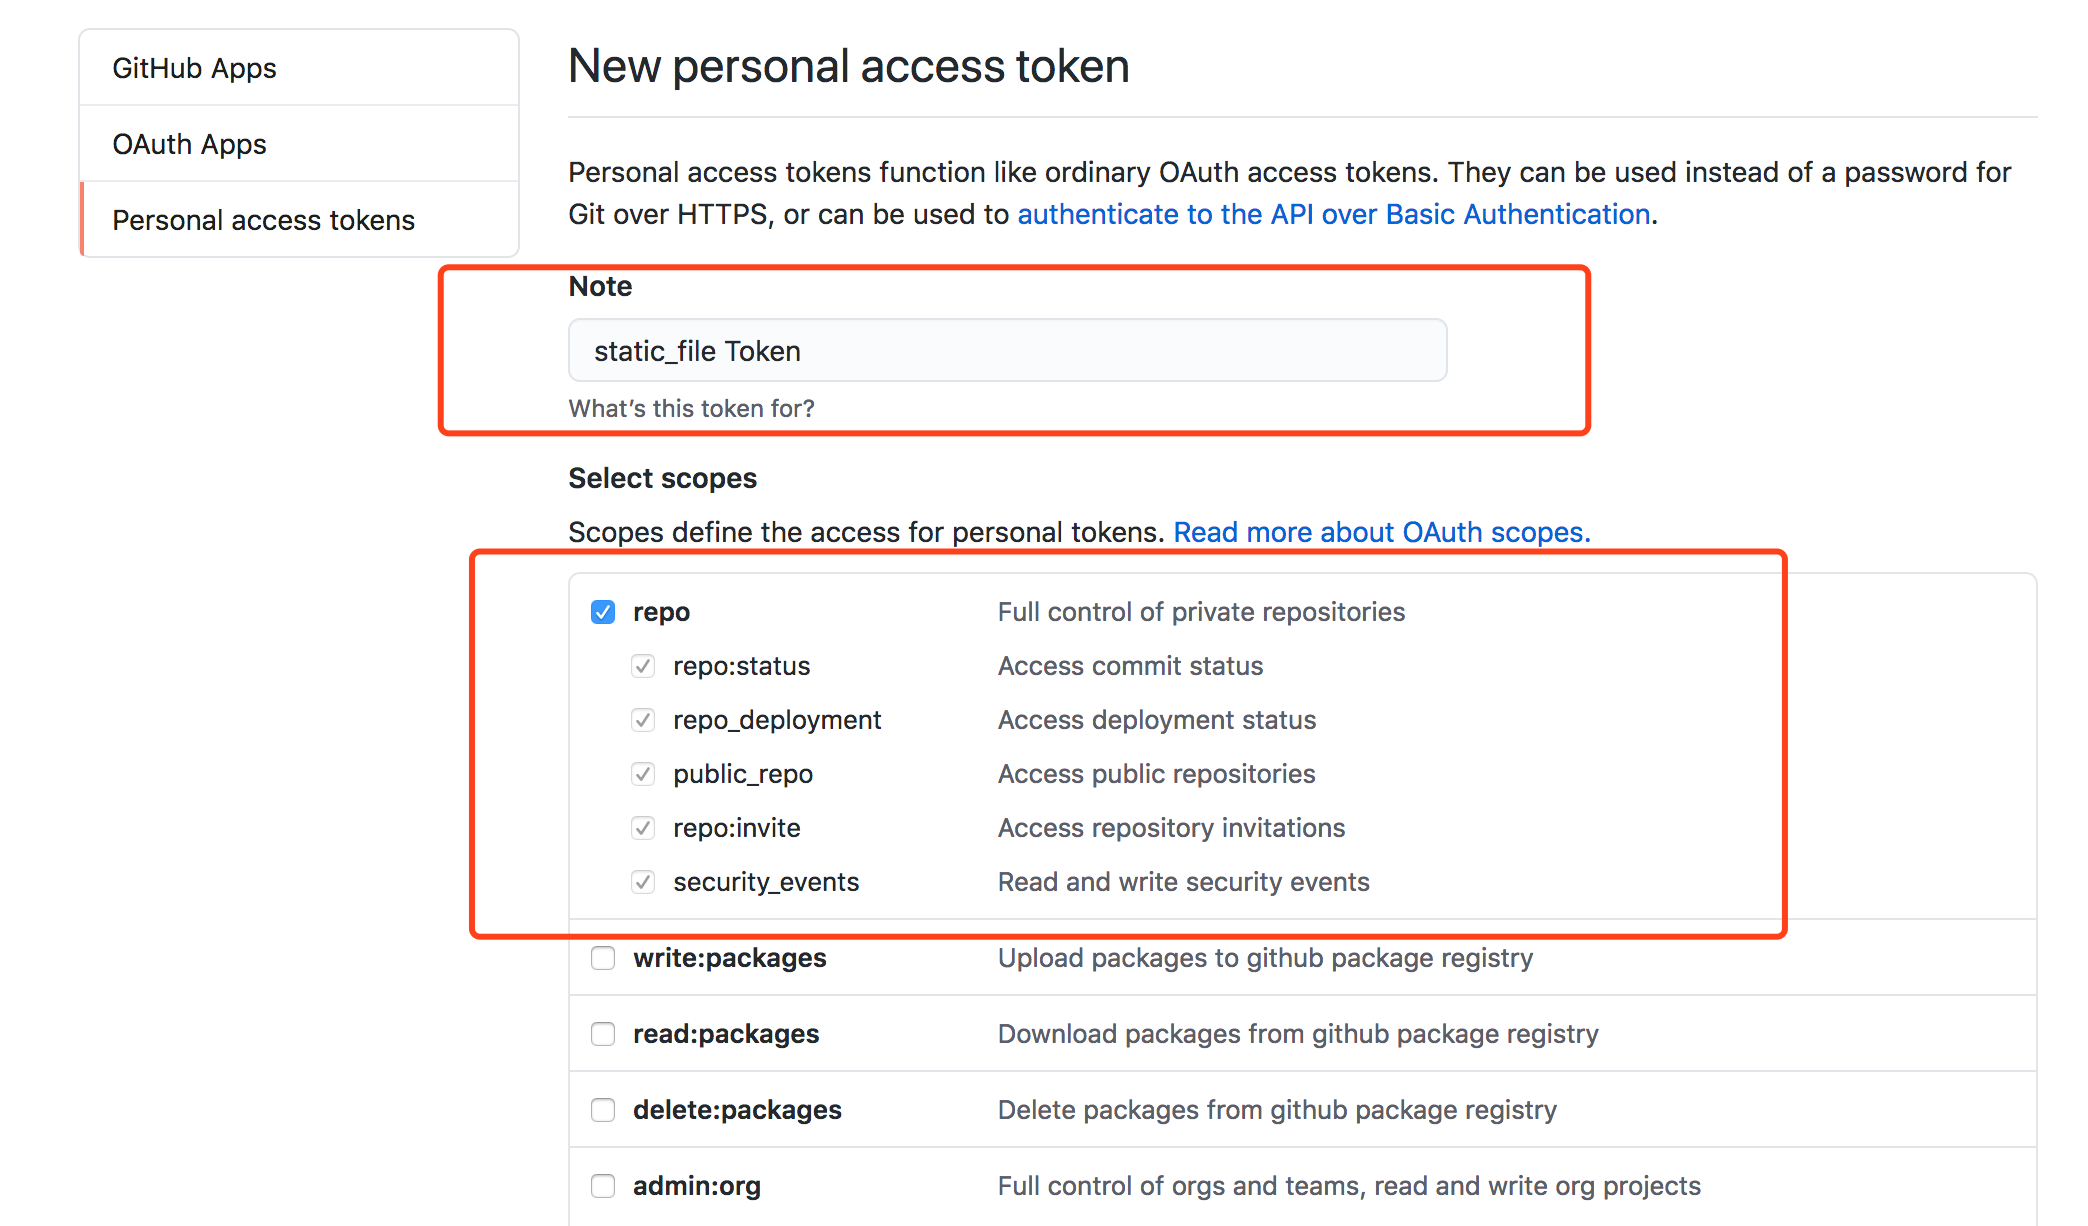 GitHub Apps
OAuth Apps
Personal access tokens
New personal access token
Personal access tokens function like ordinary OAuth access tokens. They can be used instead of a password for
Git over HTTPS, or can be used to authenticate to the API over Basic Authentication.
Note
static_file Token
What's this token for?
Select scopes
Scopes define the access for personal tokens. Read more about OAuth scopes.
repo Full control of private repositories
repo:status Access commit status
repo_deployment Access deployment status
public_repo Access public repositories
repo:invite Access repository invitations
security_events Read and write security events
write:packages Upload packages to github package registry
read:packages Download packages from github package registry
delete:packages Delete packages from github package registry
admin:org Full control of orgs and teams, read and write org projects